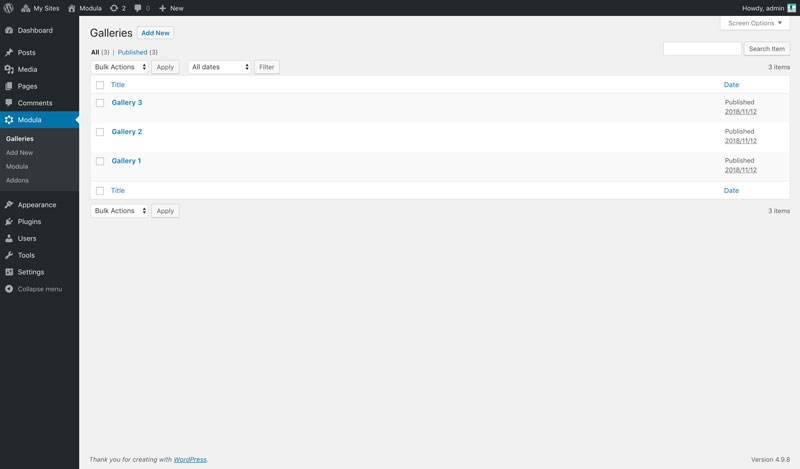 My Sites Modula 2 0 New Howdy, admin
Dashboard
Posts
Media
Pages
Comments
Modula
Galleries
Add New
Modula
Addons
Appearance
Plugins
Users
Tools
Settings
Collapse menu
Screen Options
Galleries Add New
All (3) | Published (3)
Search Item
Bulk Actions Apply All dates Filter 3 items
Title Date
Gallery 3 Published
2018/11/12
Gallery 2 Published
2018/11/12
Gallery 1 Published
2018/11/12
Title Date
Bulk Actions Apply 3 items
Thank you for creating with WordPress. Version 4.9.8